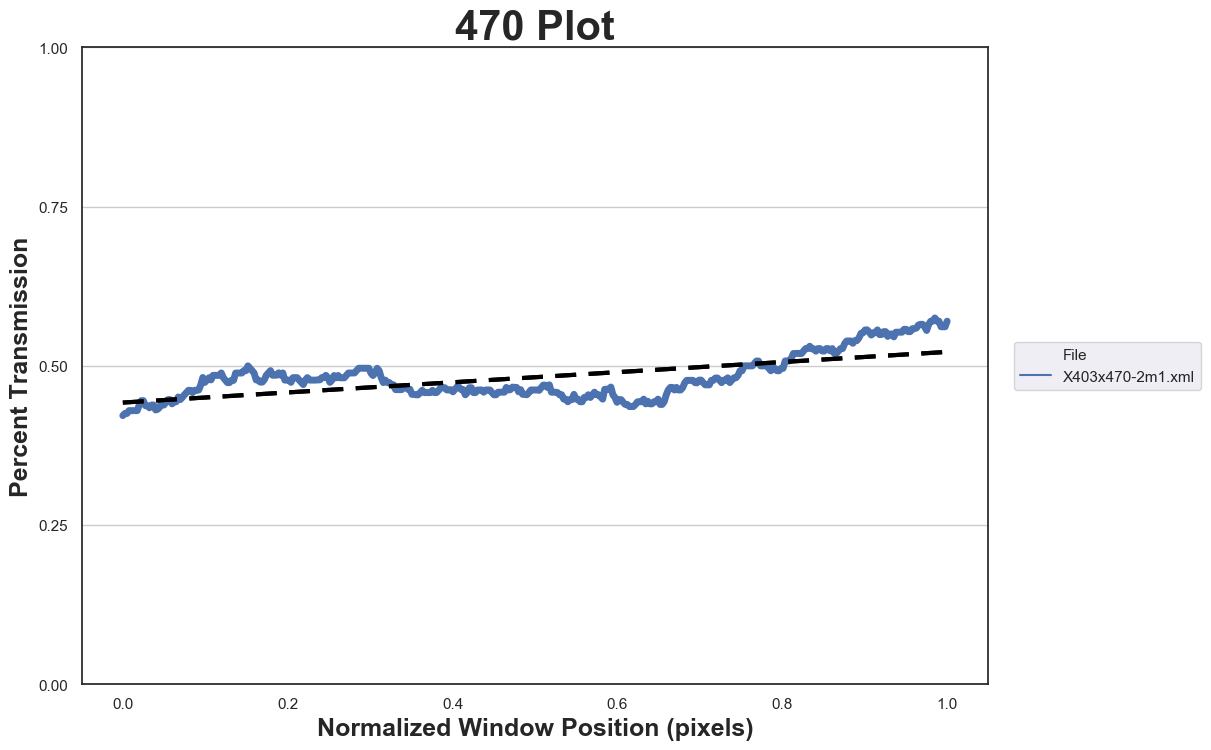 470 Plot
Percent Transmission
1.00
0.75
0.50
0.25
0.00
0.0 0.2 0.4 0.6 0.8 1.0
Normalized Window Position (pixels)
File
X403x470-2m1.xml